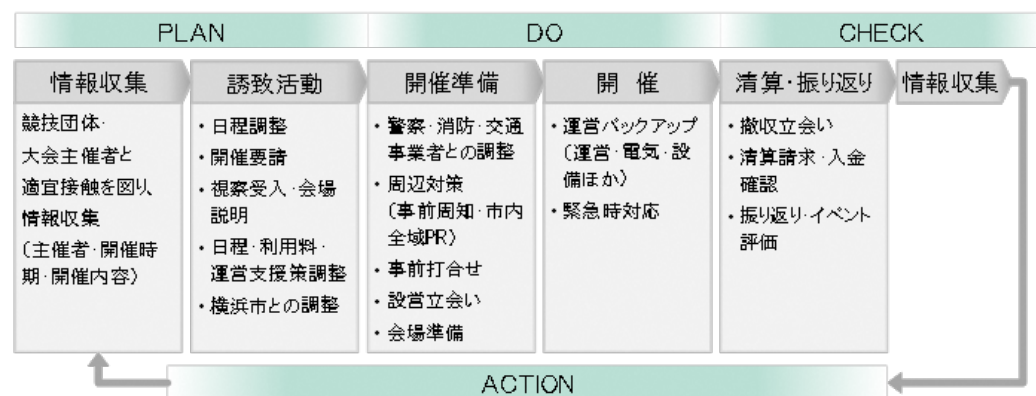 PLAN
DO
CHECK
情報収集
誘致活動
開催準備
開 催
清算・振り返り
情報収集
競技団体・
大会主催者と
適宜接触を図り、
情報収集
（主催者・開催時
期・開催内容）
・日程調整
・開催要請
・視察受入・会場
説明
・日程・利用料・
運営支援策調整
・横浜市との調整
・警察・消防・交通
事業者との調整
・周辺対策
（事前周知・市内
全域PR）
・事前打合せ
・設営立会い
・会場準備
・運営バックアップ
（運営・電気・設
備ほか）
・緊急時対応
・撤収立会い
・清算請求・入金
確認
・振り返り・イベント
評価
ACTION